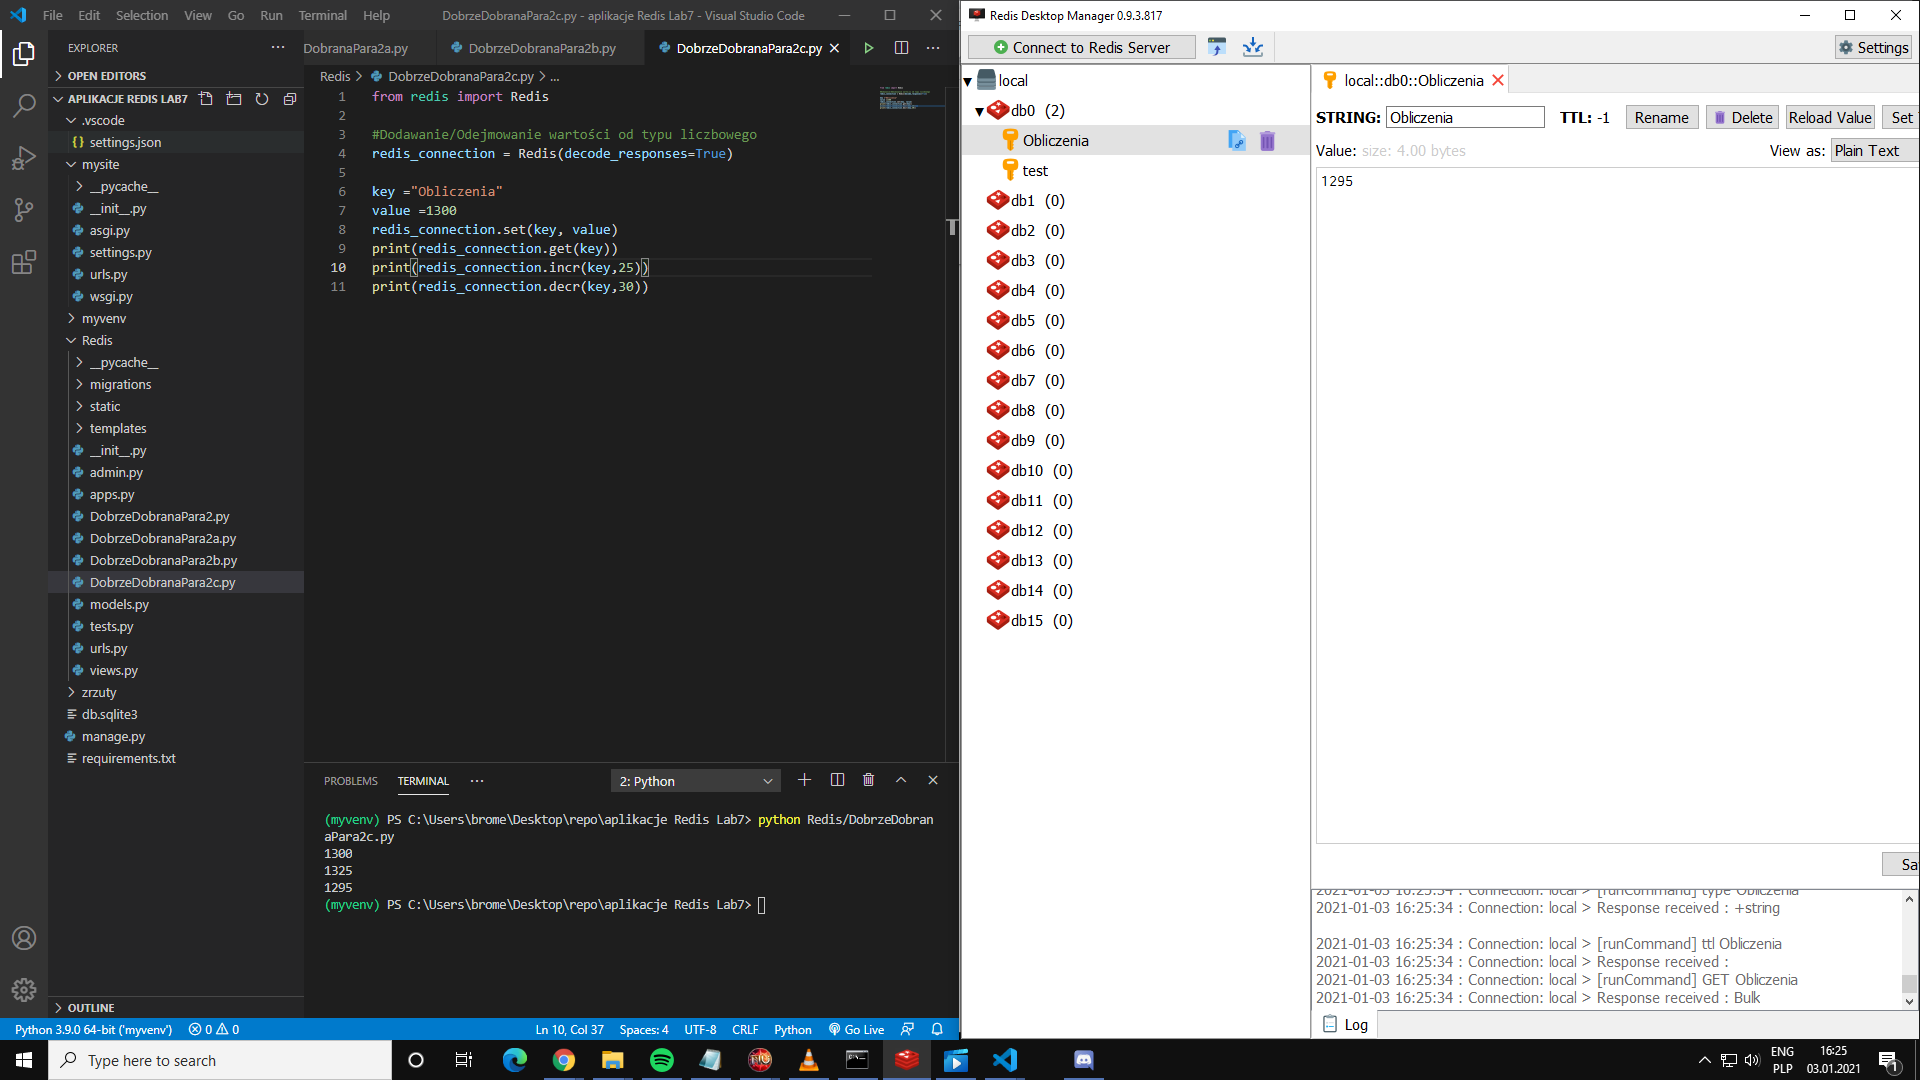 File Edit Selection View Go Run Terminal Help
DobrzeDobranaPara2c.py - aplikacje Redis Lab7 - Visual Studio Code
EXPLORER
OPEN EDITORS
APLIKACJE REDIS LAB7
.vscode
{} settings.json
mysite
__pycache__
__init__.py
asgi.py
settings.py
urls.py
wsgi.py
myvenv
Redis
__pycache__
migrations
static
templates
__init__.py
admin.py
apps.py
DobrzeDobranaPara2.py
DobrzeDobranaPara2a.py
DobrzeDobranaPara2b.py
DobrzeDobranaPara2c.py
models.py
tests.py
urls.py
views.py
zrzuty
db.sqlite3
manage.py
requirements.txt
OUTLINE
DobranaPara2a.py DobrzeDobranaPara2b.py DobrzeDobranaPara2c.py
Redis > DobrzeDobranaPara2c.py > ...
1 from redis import Redis
2
3 #Dodawanie/Odejmowanie wartości od typu liczbowego
4 redis_connection = Redis(decode_responses=True)
5
6 key ="Obliczenia"
7 value =1300
8 redis_connection.set(key, value)
9 print(redis_connection.get(key))
10 print(redis_connection.incr(key,25))
11 print(redis_connection.decr(key,30))
PROBLEMS TERMINAL ... 2: Python
(myvenv) PS C:\Users\brome\Desktop\repo\aplikacje Redis Lab7> python Redis/DobrzeDobran
aPara2c.py
1300
1325
1295
(myvenv) PS C:\Users\brome\Desktop\repo\aplikacje Redis Lab7>
Python 3.9.0 64-bit ('myvenv') 0 0 Ln 10, Col 37 Spaces: 4 UTF-8 CRLF Python Go Live
Redis Desktop Manager 0.9.3.817
Connect to Redis Server
Settings
local
db0 (2)
Obliczenia
test
db1 (0)
db2 (0)
db3 (0)
db4 (0)
db5 (0)
db6 (0)
db7 (0)
db8 (0)
db9 (0)
db10 (0)
db11 (0)
db12 (0)
db13 (0)
db14 (0)
db15 (0)
local::db0::Obliczenia
STRING: Obliczenia TTL: -1 Rename Delete Reload Value Set
Value: size: 4.00 bytes View as: Plain Text
1295
Sa
2021-01-03 16:25:34 : Connection: local > [runCommand] type Obliczenia
2021-01-03 16:25:34 : Connection: local > Response received : +string
2021-01-03 16:25:34 : Connection: local > [runCommand] ttl Obliczenia
2021-01-03 16:25:34 : Connection: local > Response received :
2021-01-03 16:25:34 : Connection: local > [runCommand] GET Obliczenia
2021-01-03 16:25:34 : Connection: local > Response received : Bulk
Log
Type here to search
ENG
PLP
16:25
03.01.2021
1